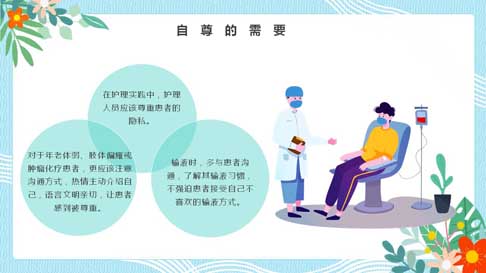 自尊的需要
在护理实践中，护理
人员应该尊重患者的
隐私。
对于年老体弱、肢体偏瘫或
肿瘤化疗患者，更应该注意
沟通方式，热情主动介绍自
己，语言文明亲切，让患者
感到被尊重。
输液时，多与患者沟
通，了解其输液习惯，
不强迫患者接受自己不
喜欢的输液方式。